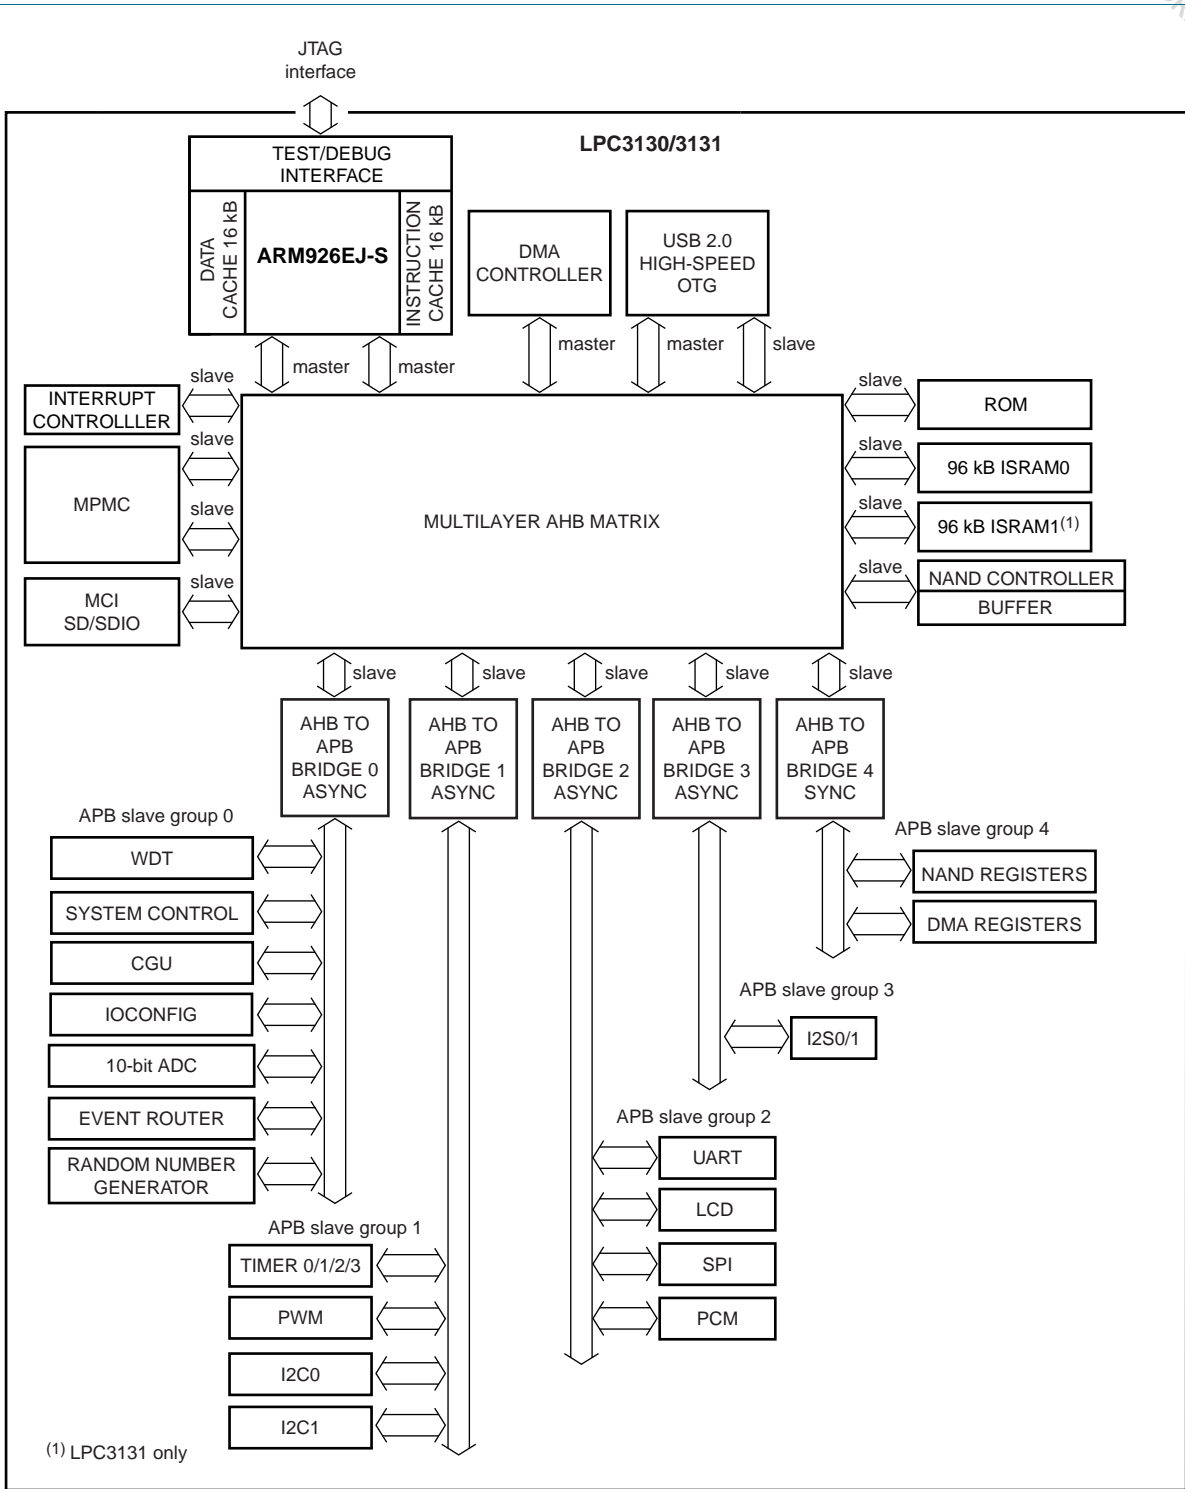 JTAG
interface
LPC3130/3131
TEST/DEBUG
INTERFACE
DATA
CACHE 16 kB
ARM926EJ-S
INSTRUCTION
CACHE 16 kB
DMA
CONTROLLER
USB 2.0
HIGH-SPEED
OTG
master
master
master
master
slave
slave
INTERRUPT
CONTROLLLER
slave
MPMC
slave
slave
MCI
SD/SDIO
MULTILAYER AHB MATRIX
slave
ROM
slave
96 kB ISRAM0
slave
96 kB ISRAM1(1)
slave
NAND CONTROLLER
BUFFER
slave
slave
slave
slave
slave
AHB TO
APB
BRIDGE 0
ASYNC
AHB TO
APB
BRIDGE 1
ASYNC
AHB TO
APB
BRIDGE 2
ASYNC
AHB TO
APB
BRIDGE 3
ASYNC
AHB TO
APB
BRIDGE 4
SYNC
APB slave group 0
WDT
SYSTEM CONTROL
CGU
IOCONFIG
10-bit ADC
EVENT ROUTER
RANDOM NUMBER
GENERATOR
APB slave group 4
NAND REGISTERS
DMA REGISTERS
APB slave group 3
I2S0/1
APB slave group 2
UART
LCD
SPI
PCM
APB slave group 1
TIMER 0/1/2/3
PWM
I2C0
I2C1
(1) LPC3131 only